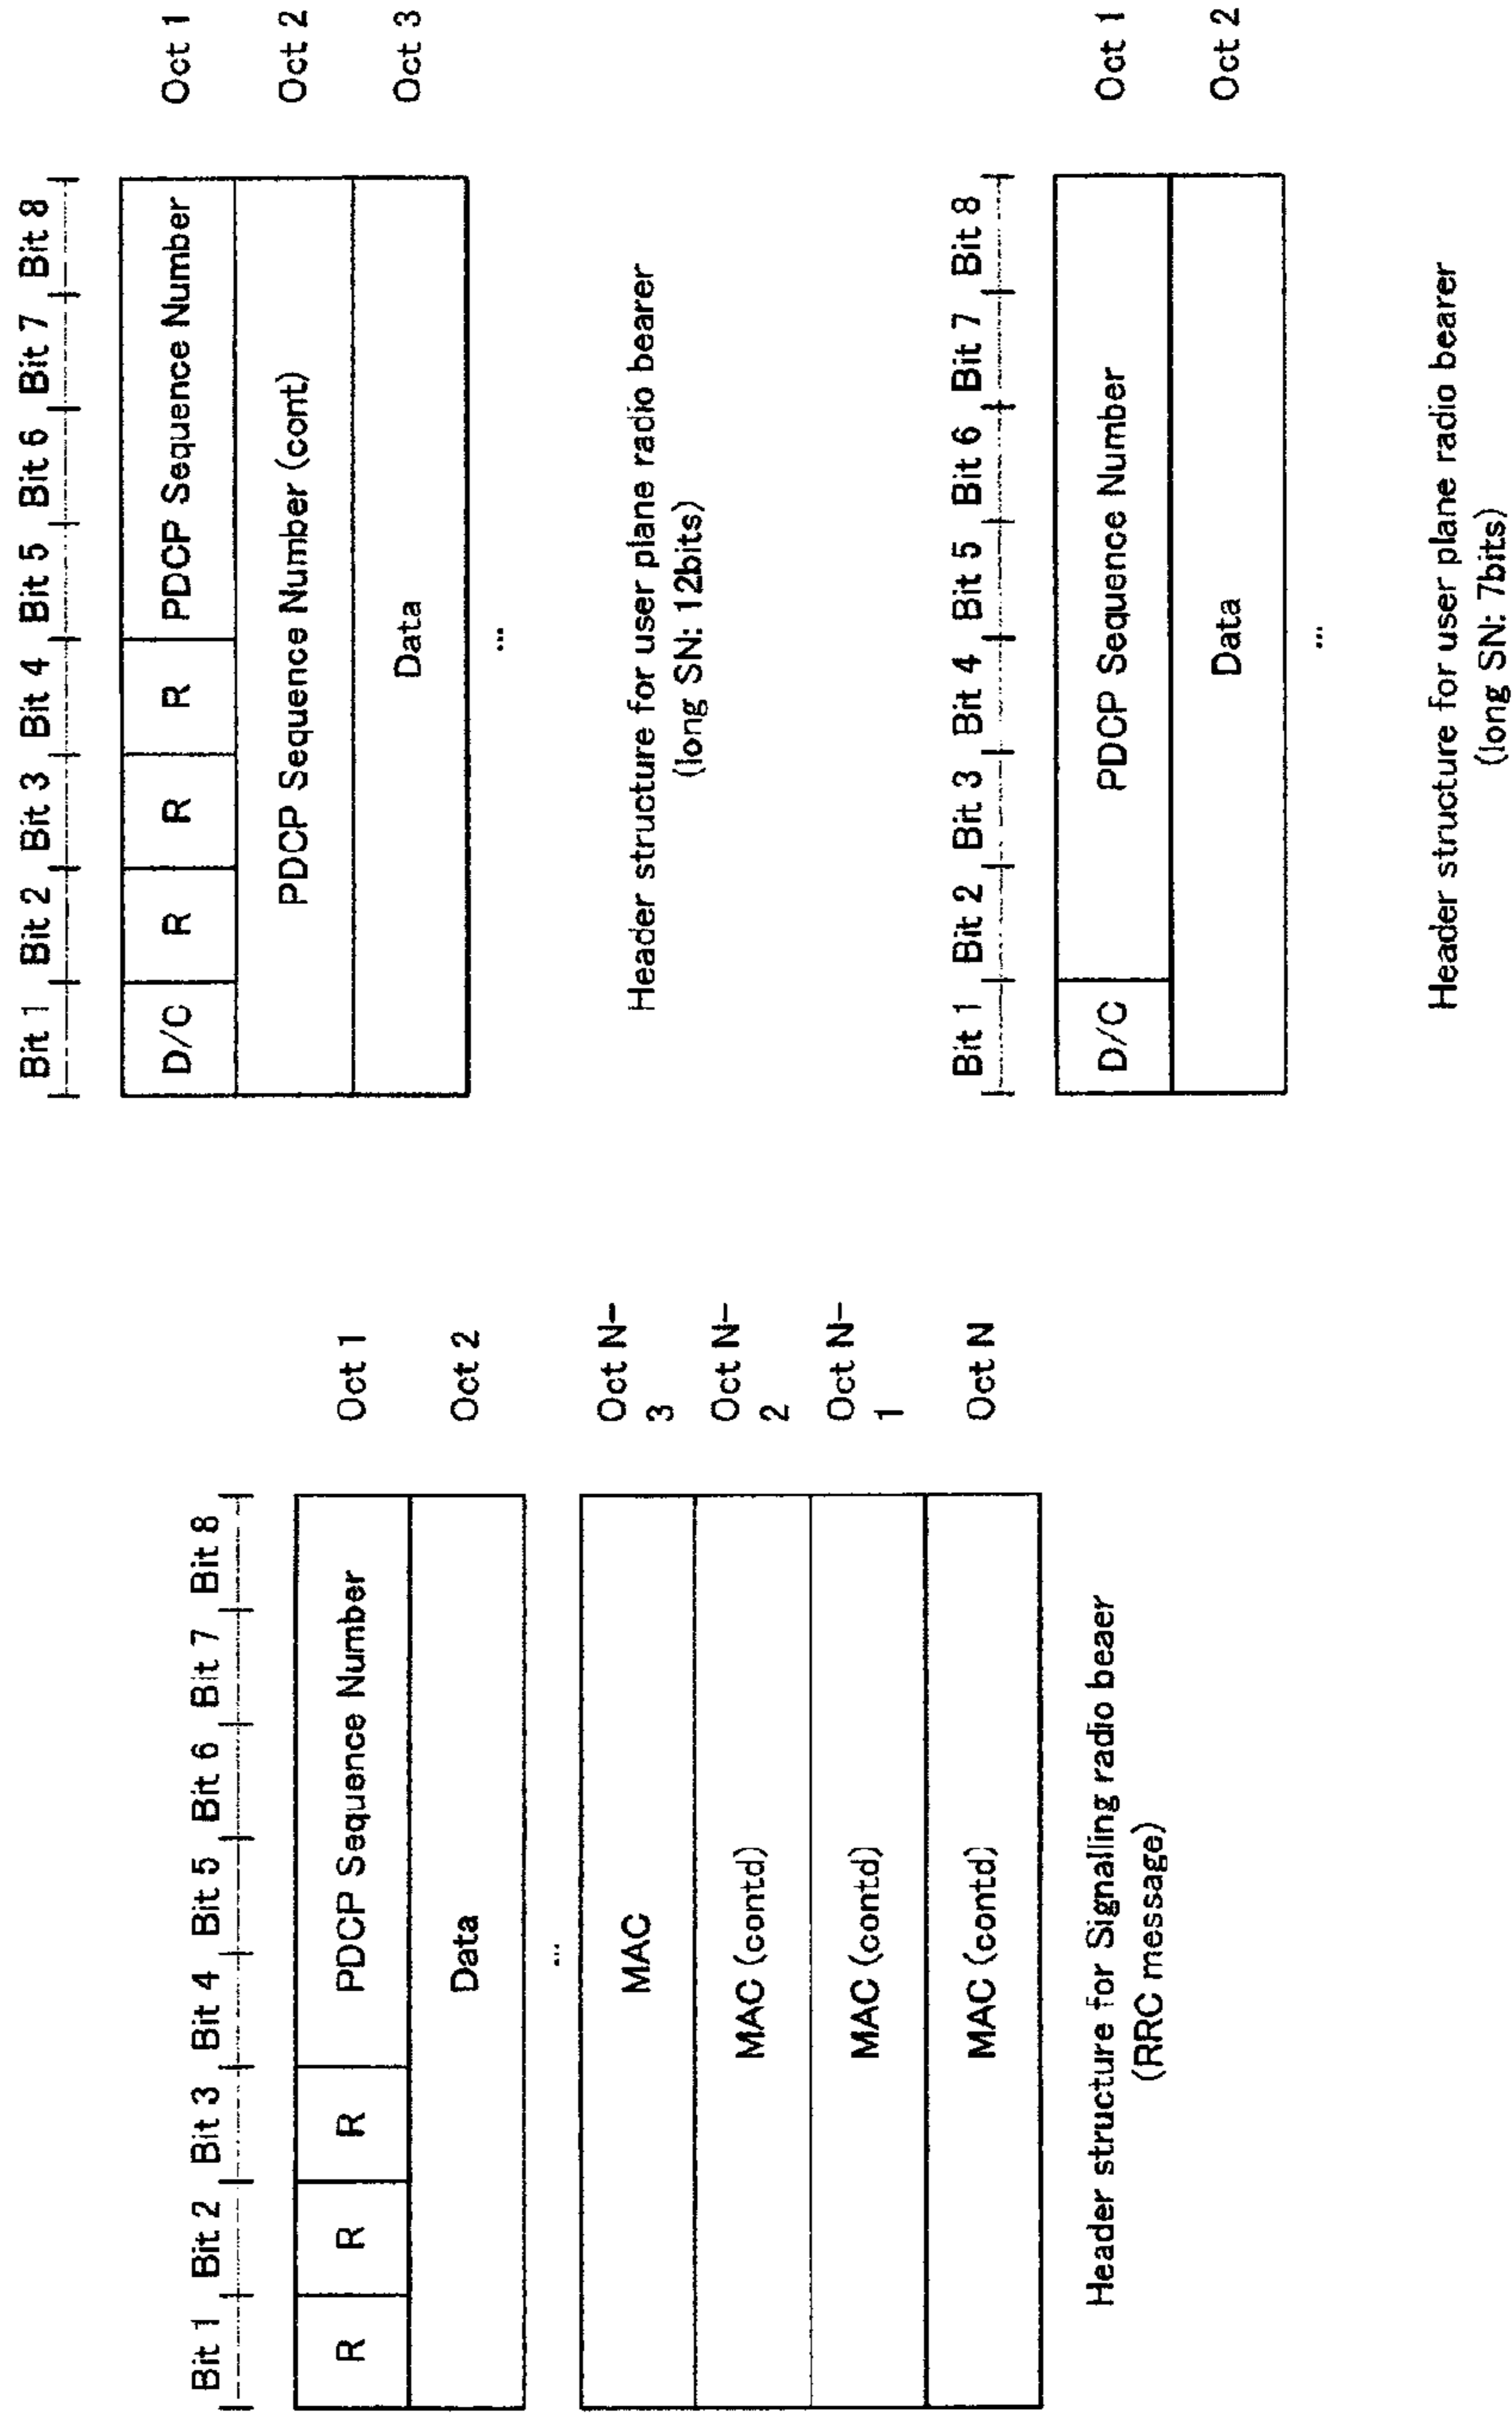 Bit 1 Bit 2 Bit 3 Bit 4 Bit 5 Bit 6 Bit 7 Bit 8
R R R PDCP Sequence Number Oct 1
Data Oct 2
...
MAC Oct N-3
MAC (contd) Oct N-2
MAC (contd) Oct N-1
MAC (contd) Oct N
Header structure for Signalling radio beaer
(RRC message)
Bit 1 Bit 2 Bit 3 Bit 4 Bit 5 Bit 6 Bit 7 Bit 8
D/C R R R PDCP Sequence Number Oct 1
PDCP Sequence Number (cont) Oct 2
Data Oct 3
...
Header structure for user plane radio bearer
(long SN: 12bits)
Bit 1 Bit 2 Bit 3 Bit 4 Bit 5 Bit 6 Bit 7 Bit 8
D/C PDCP Sequence Number Oct 1
Data Oct 2
...
Header structure for user plane radio bearer
(long SN: 7bits)